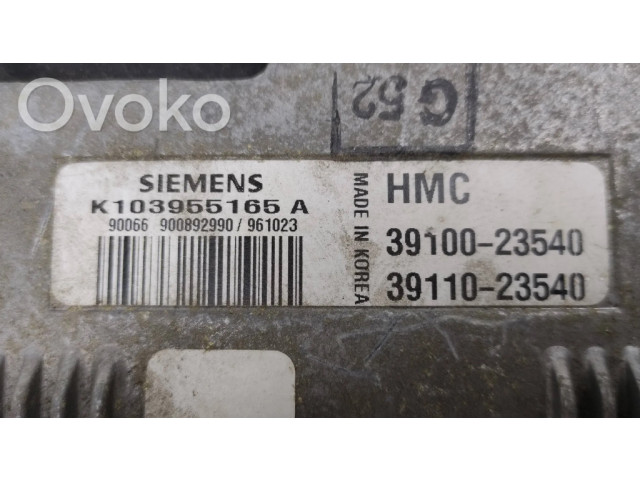 Ovoko
G52
SIEMENS
K103955165 A
90066 900892990 / 961023
MADE IN KOREA
HMC
39100-23540
39110-23540